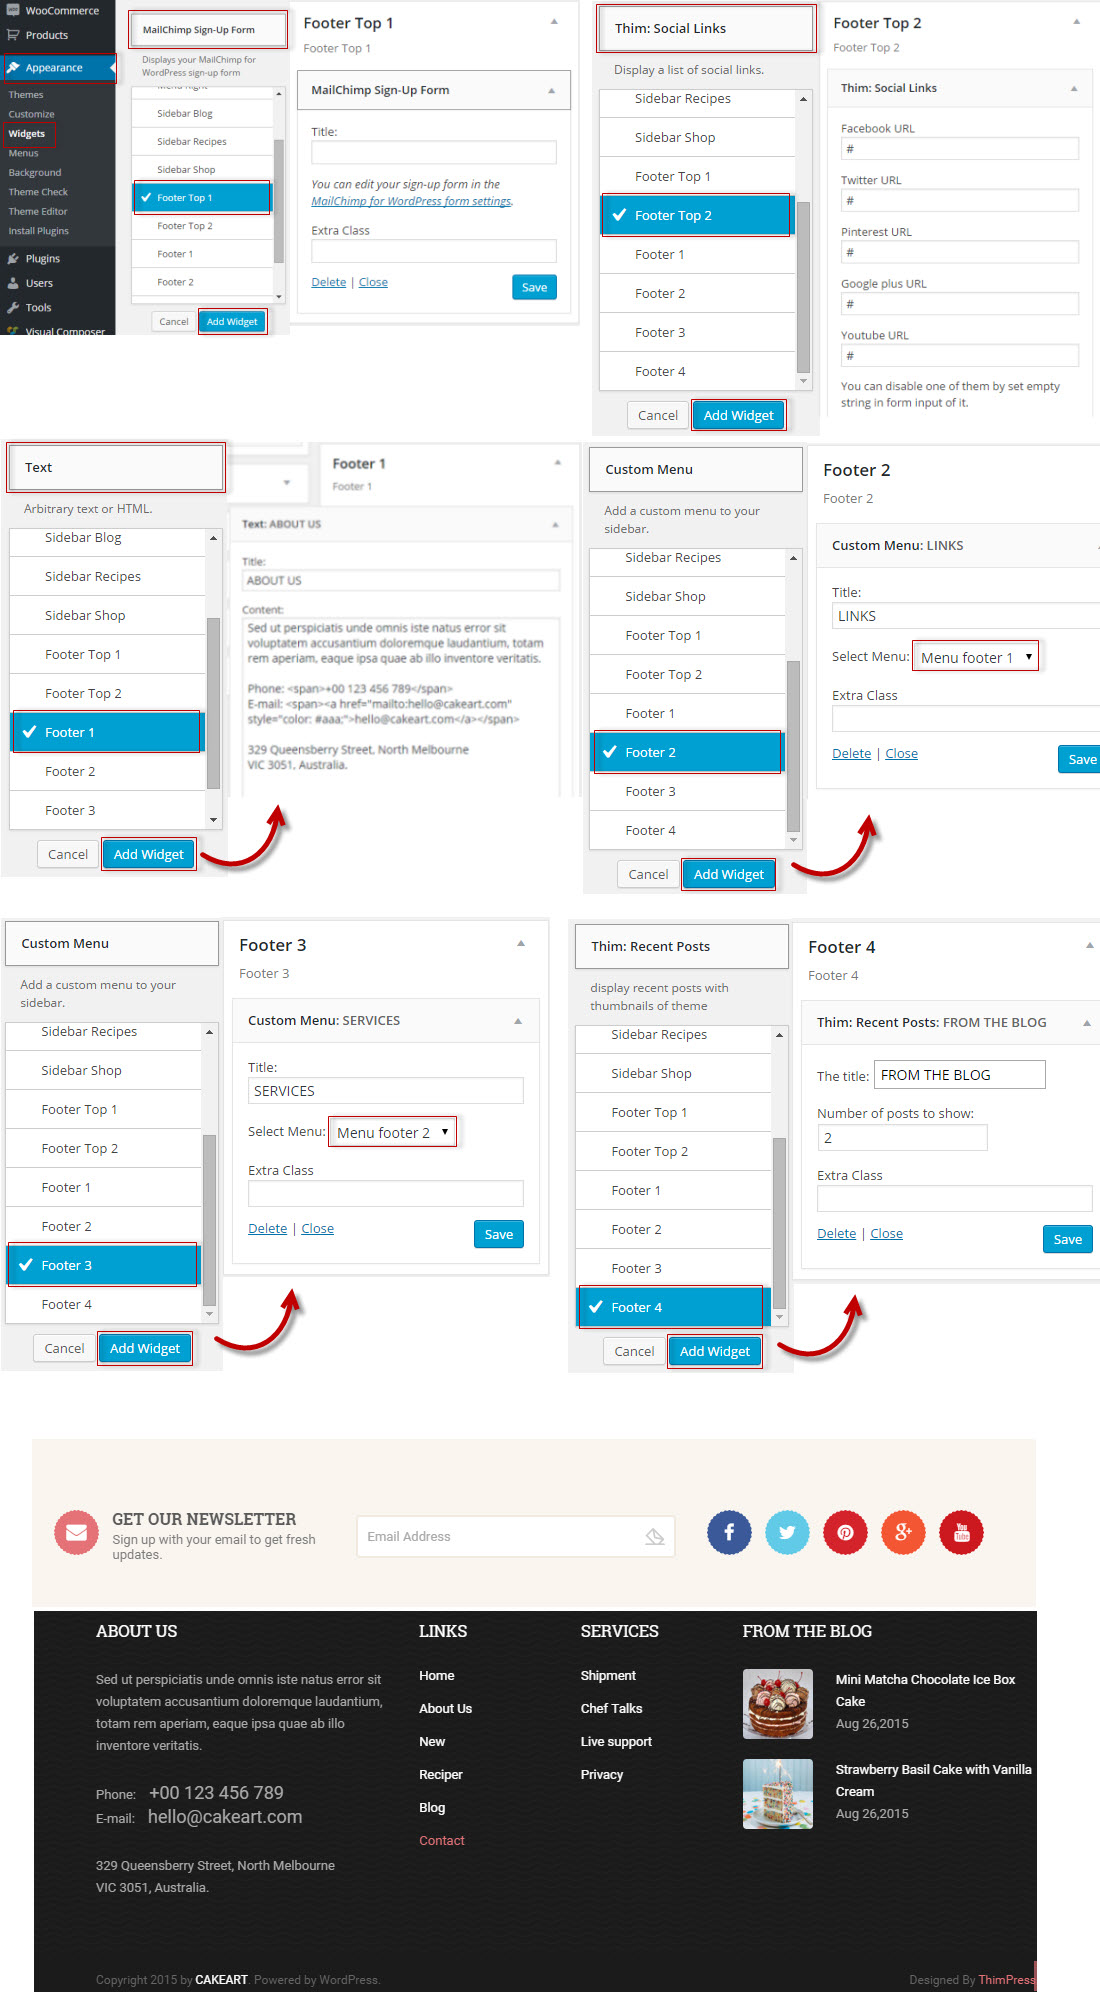 WooCommerce
Products
Appearance
Themes
Customize
Widgets
Menus
Background
Theme Check
Theme Editor
Install Plugins
Plugins
Users
Tools
Visual Composer
MailChimp Sign-Up Form
Displays your MailChimp for
WordPress sign-up form
Menu Right
Sidebar Blog
Sidebar Recipes
Sidebar Shop
Footer Top 1
Footer Top 2
Footer 1
Footer 2
Cancel
Add Widget
Footer Top 1
Footer Top 1
MailChimp Sign-Up Form
Title:
You can edit your sign-up form in the
MailChimp for WordPress form settings.
Extra Class
Delete | Close
Save
Thim: Social Links
Display a list of social links.
Sidebar Recipes
Sidebar Shop
Footer Top 1
Footer Top 2
Footer 1
Footer 2
Footer 3
Footer 4
Cancel
Add Widget
Footer Top 2
Footer Top 2
Thim: Social Links
Facebook URL
#
Twitter URL
#
Pinterest URL
#
Google plus URL
#
Youtube URL
#
You can disable one of them by set empty
string in form input of it.
Text
Arbitrary text or HTML.
Sidebar Blog
Sidebar Recipes
Sidebar Shop
Footer Top 1
Footer Top 2
Footer 1
Footer 2
Footer 3
Cancel
Add Widget
Footer 1
Footer 1
Text: ABOUT US
Title:
ABOUT US
Content:
Sed ut perspiciatis unde omnis iste natus error sit
voluptatem accusantium doloremque laudantium, totam
rem aperiam, eaque ipsa quae ab illo inventore veritatis.
Phone: <span>+00 123 456 789</span>
E-mail: <span><a href="mailto:hello@cakeart.com"
style="color: #aaa;">hello@cakeart.com</a></span>
329 Queensberry Street, North Melbourne
VIC 3051, Australia.
Custom Menu
Add a custom menu to your
sidebar.
Sidebar Recipes
Sidebar Shop
Footer Top 1
Footer Top 2
Footer 1
Footer 2
Footer 3
Footer 4
Cancel
Add Widget
Footer 2
Footer 2
Custom Menu: LINKS
Title:
LINKS
Select Menu: Menu footer 1
Extra Class
Delete | Close
Save
Custom Menu
Add a custom menu to your
sidebar.
Sidebar Recipes
Sidebar Shop
Footer Top 1
Footer Top 2
Footer 1
Footer 2
Footer 3
Footer 4
Cancel
Add Widget
Footer 3
Footer 3
Custom Menu: SERVICES
Title:
SERVICES
Select Menu: Menu footer 2
Extra Class
Delete | Close
Save
Thim: Recent Posts
display recent posts with
thumbnails of theme
Sidebar Recipes
Sidebar Shop
Footer Top 1
Footer Top 2
Footer 1
Footer 2
Footer 3
Footer 4
Cancel
Add Widget
Footer 4
Footer 4
Thim: Recent Posts: FROM THE BLOG
The title: FROM THE BLOG
Number of posts to show:
2
Extra Class
Delete | Close
Save
GET OUR NEWSLETTER
Sign up with your email to get fresh
updates.
Email Address
f
g+
You
Tube
ABOUT US
Sed ut perspiciatis unde omnis iste natus error sit
voluptatem accusantium doloremque laudantium,
totam rem aperiam, eaque ipsa quae ab illo
inventore veritatis.
Phone: +00 123 456 789
E-mail: hello@cakeart.com
329 Queensberry Street, North Melbourne
VIC 3051, Australia.
LINKS
Home
About Us
New
Reciper
Blog
Contact
SERVICES
Shipment
Chef Talks
Live support
Privacy
FROM THE BLOG
Mini Matcha Chocolate Ice Box
Cake
Aug 26,2015
Strawberry Basil Cake with Vanilla
Cream
Aug 26,2015
Copyright 2015 by CAKEART. Powered by WordPress.
Designed By ThimPress